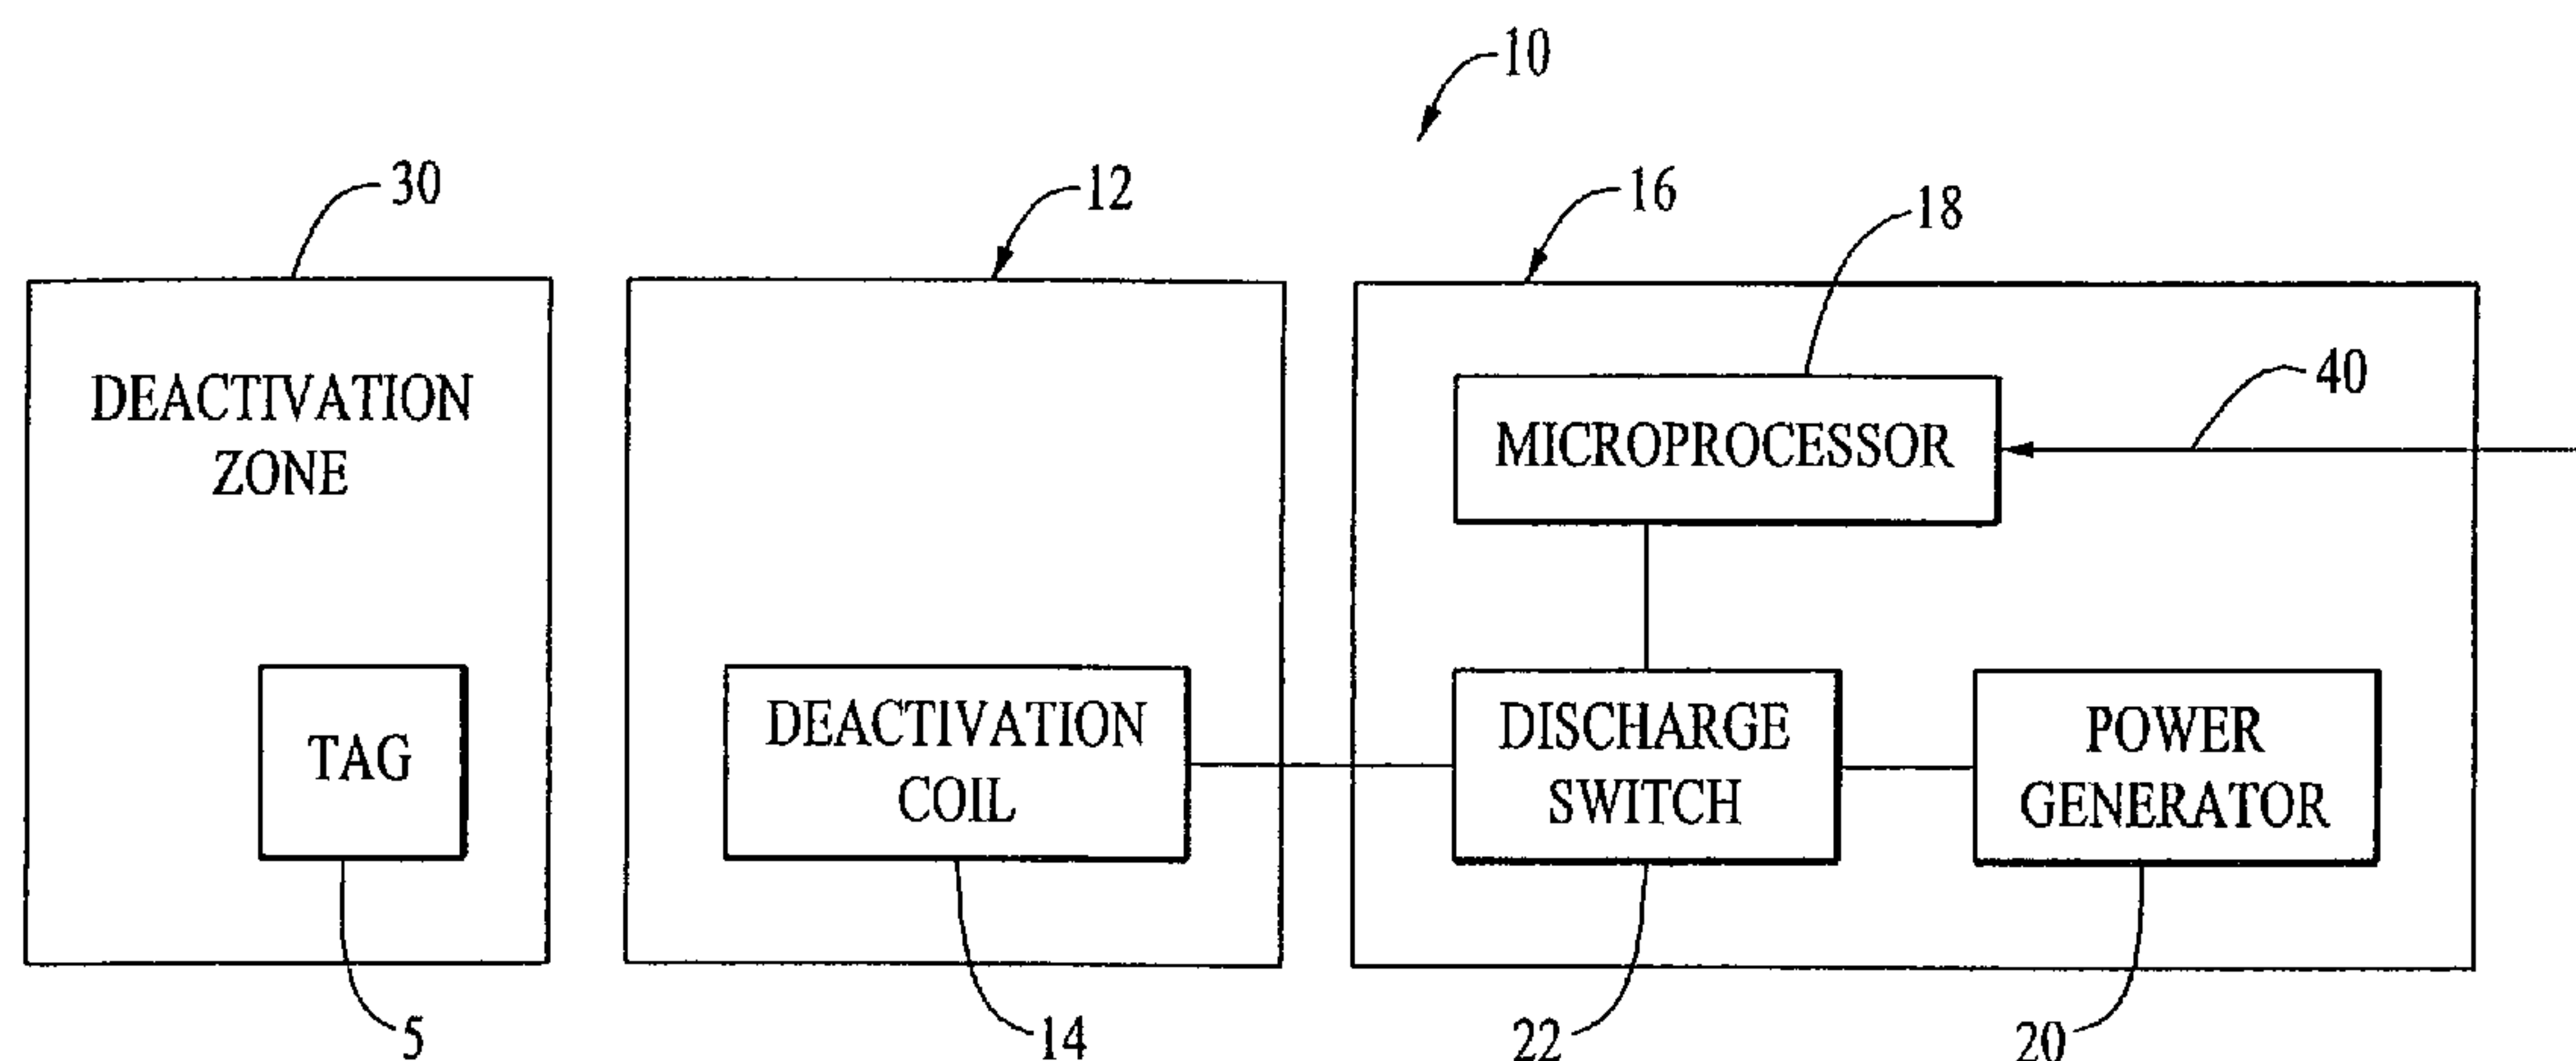 10
30
12
16
18
40
DEACTIVATION
ZONE
MICROPROCESSOR
TAG
DEACTIVATION
COIL
DISCHARGE
SWITCH
POWER
GENERATOR
5
14
22
20